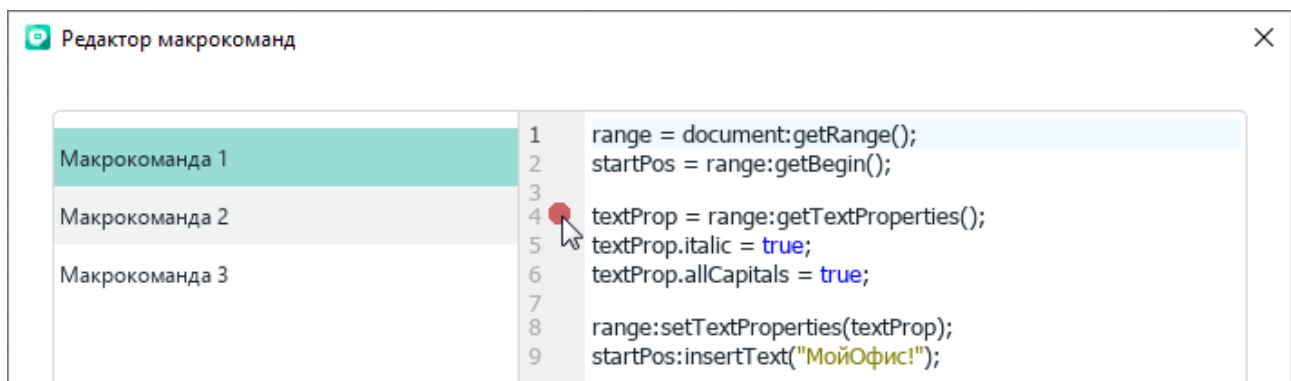 Редактор макрокоманд
Макрокоманда 1
Макрокоманда 2
Макрокоманда 3
1 range = document:getRange();
2 startPos = range:getBegin();
3
4 textProp = range:getTextProperties();
5 textProp.italic = true;
6 textProp.allCapitals = true;
7
8 range:setTextProperties(textProp);
9 startPos:insertText("МойОфис!");